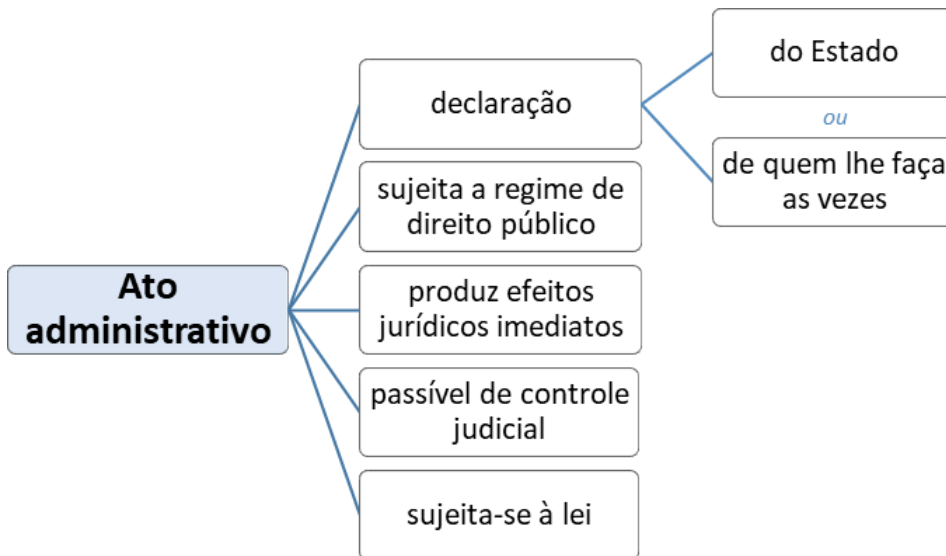 Ato
administrativo
declaração
do Estado
ou
de quem lhe faça
as vezes
sujeita a regime de
direito público
produz efeitos
jurídicos imediatos
passível de controle
judicial
sujeita-se à lei